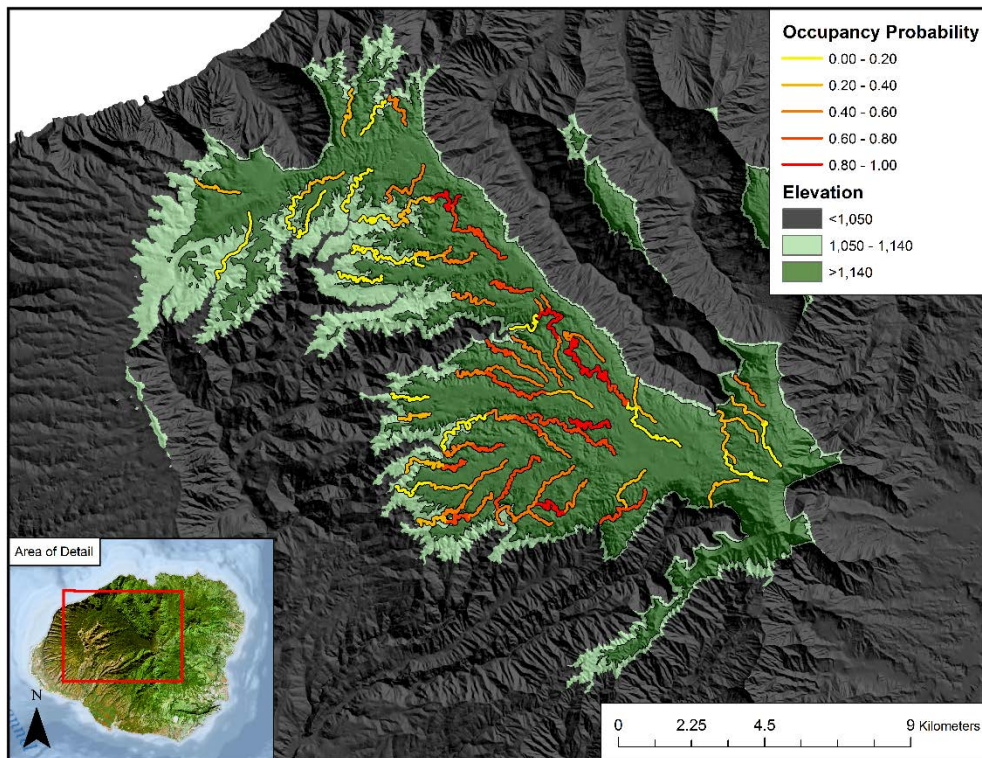 Occupancy Probability
0.00 - 0.20
0.20 - 0.40
0.40 - 0.60
0.60 - 0.80
0.80 - 1.00
Elevation
<1,050
1,050 - 1,140
>1,140
Area of Detail
N
0 2.25 4.5 9 Kilometers